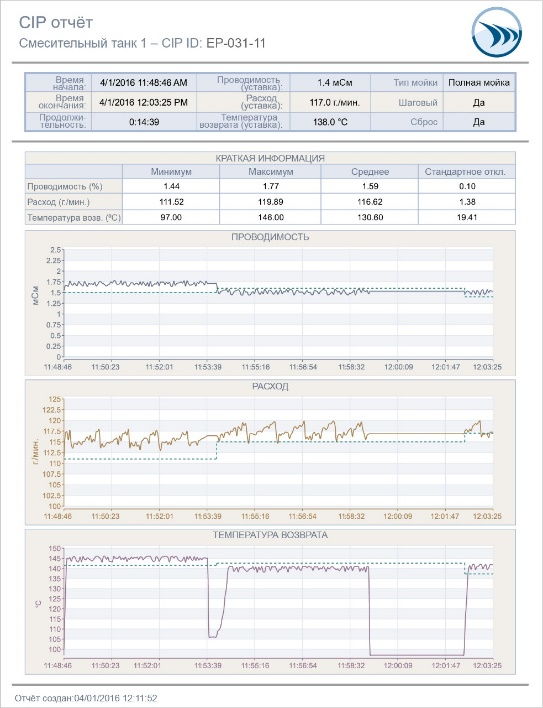 CIP отчёт
Смесительный танк 1 – CIP ID: EP-031-11
Время начала: 4/1/2016 11:48:46 AM Проводимость (уставка): 1.4 мСм Тип мойки Полная мойка
Время окончания: 4/1/2016 12:03:25 PM Расход (уставка): 117.0 г./мин. Шаговый Да
Продолжительность: 0:14:39 Температура возврата (уставка): 138.0 °C Сброс Да
КРАТКАЯ ИНФОРМАЦИЯ
Минимум Максимум Среднее Стандартное откл.
Проводимость (%) 1.44 1.77 1.59 0.10
Расход (г/мин.) 111.52 119.89 116.62 1.38
Температура возв. (°C) 97.00 146.00 130.60 19.41
ПРОВОДИМОСТЬ
мСм
2.5
2.25
2
1.75
1.5
1.25
1
0.75
0.5
0.25
0
11:48:46 11:50:23 11:52:01 11:53:39 11:55:16 11:56:54 11:58:32 12:00:09 12:01:47 12:03:25
РАСХОД
г/мин.
125
122.5
120
117.5
115
112.5
110
107.5
105
102.5
100
11:48:46 11:50:23 11:52:01 11:53:39 11:55:16 11:56:54 11:58:32 12:00:09 12:01:47 12:03:25
ТЕМПЕРАТУРА ВОЗВРАТА
°C
150
145
140
135
130
125
120
115
110
105
100
11:48:46 11:50:23 11:52:01 11:53:39 11:55:16 11:56:54 11:58:32 12:00:09 12:01:47 12:03:25
Отчёт создан:04/01/2016 12:11:52